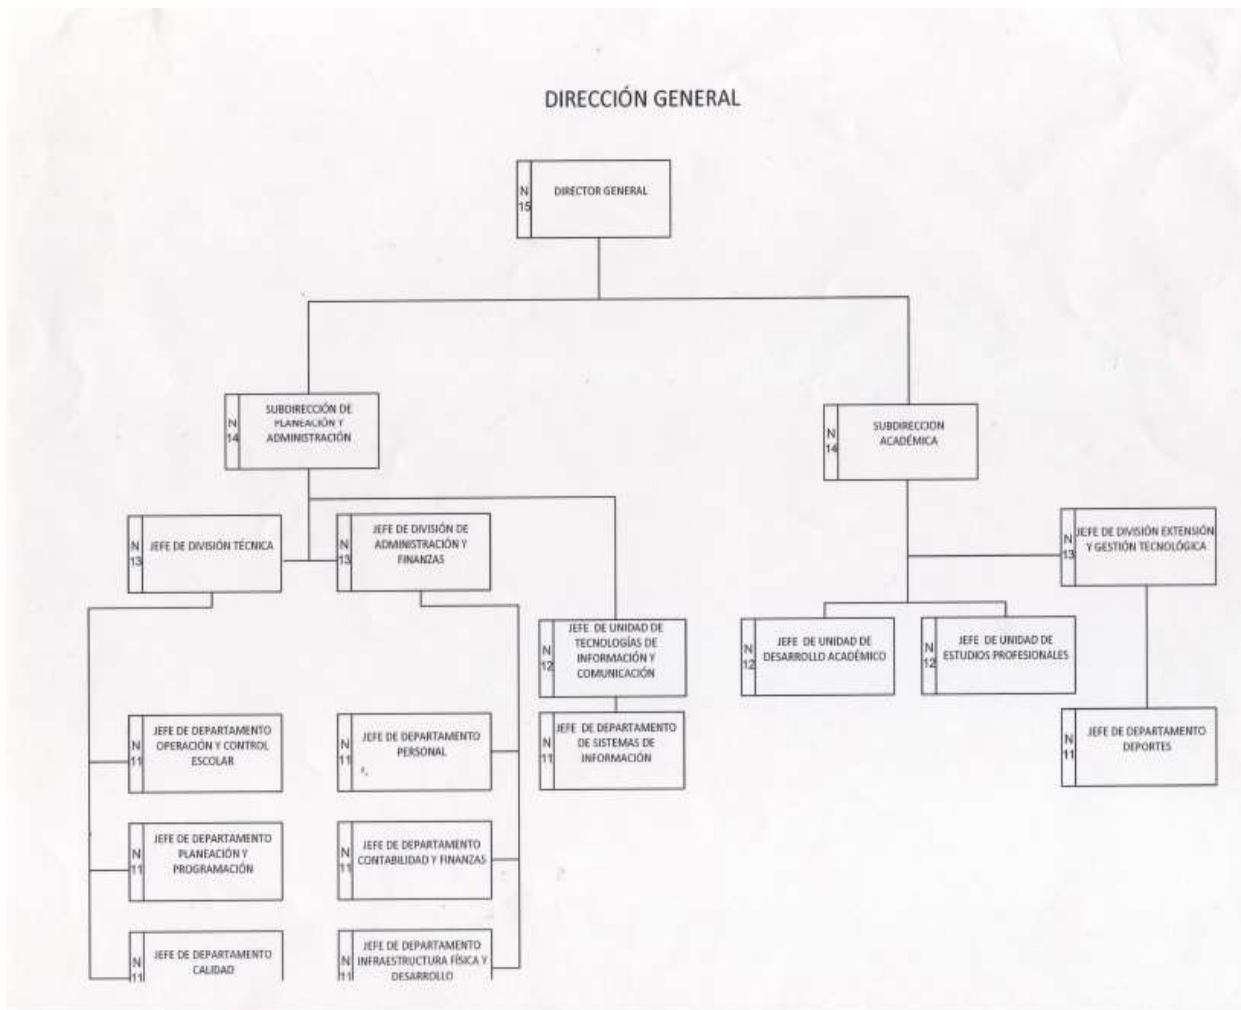 DIRECCIÓN GENERAL
N
15
DIRECTOR GENERAL
N
14
SUBDIRECCIÓN DE
PLANEACIÓN Y
ADMINISTRACIÓN
N
14
SUBDIRECCIÓN
ACADÉMICA
N
13
JEFE DE DIVISIÓN TÉCNICA
N
13
JEFE DE DIVISIÓN DE
ADMINISTRACIÓN Y
FINANZAS
N
13
JEFE DE DIVISIÓN EXTENSIÓN
Y GESTIÓN TECNOLÓGICA
N
12
JEFE DE UNIDAD DE
TECNOLOGÍAS DE
INFORMACIÓN Y
COMUNICACIÓN
N
12
JEFE DE UNIDAD DE
DESARROLLO ACADÉMICO
N
12
JEFE DE UNIDAD DE
ESTUDIOS PROFESIONALES
N
11
JEFE DE DEPARTAMENTO
OPERACIÓN Y CONTROL
ESCOLAR
N
11
JEFE DE DEPARTAMENTO
PERSONAL
N
11
JEFE DE DEPARTAMENTO
DE SISTEMAS DE
INFORMACIÓN
N
11
JEFE DE DEPARTAMENTO
DEPORTES
N
11
JEFE DE DEPARTAMENTO
PLANEACIÓN Y
PROGRAMACIÓN
N
11
JEFE DE DEPARTAMENTO
CONTABILIDAD Y FINANZAS
N
11
JEFE DE DEPARTAMENTO
CALIDAD
N
11
JEFE DE DEPARTAMENTO
INFRAESTRUCTURA FÍSICA Y
DESARROLLO